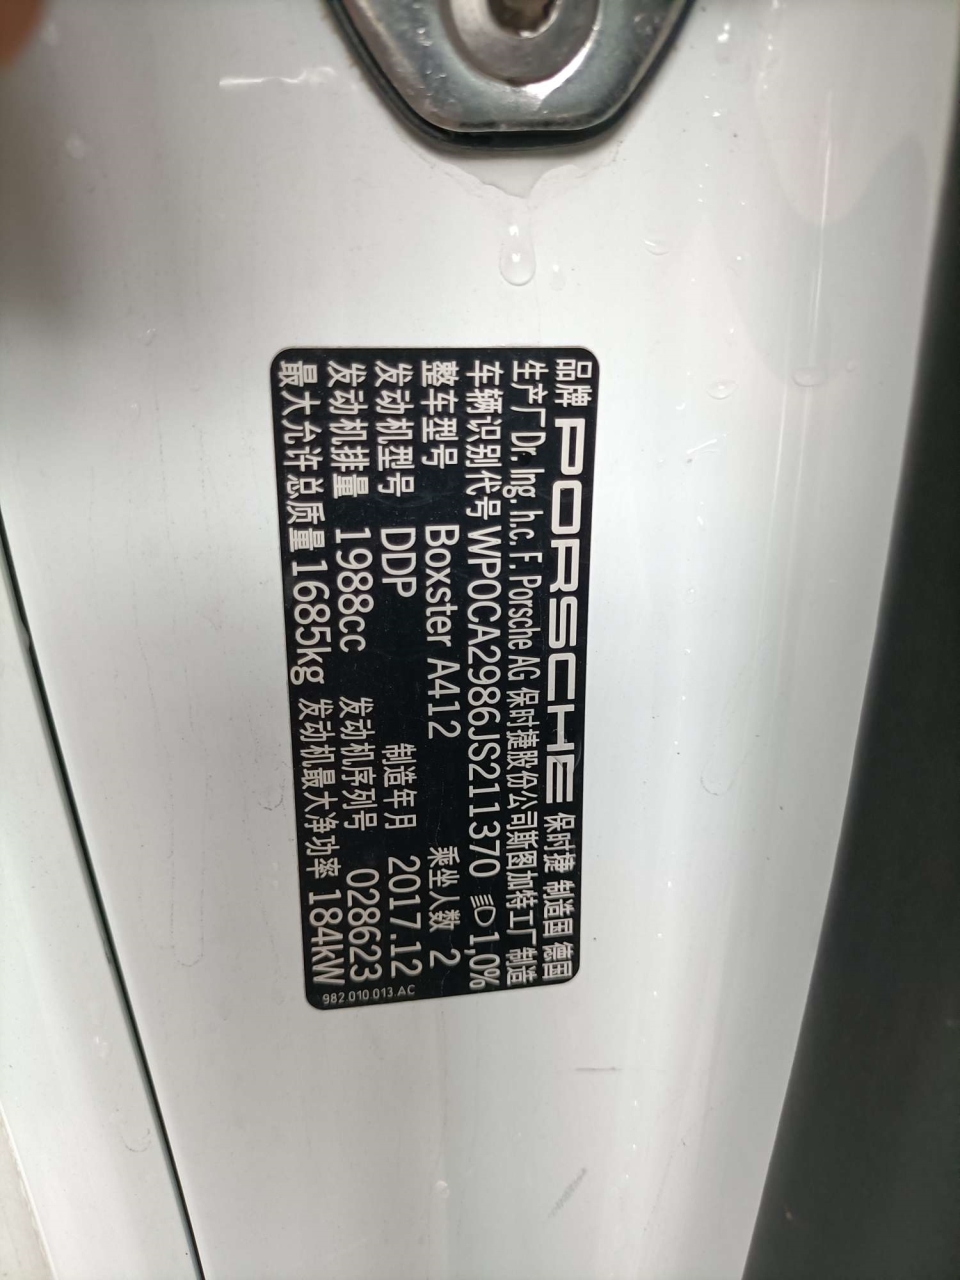 品牌 PORSCHE 保时捷 制造国 德国
生产厂 Dr. Ing. h.c. F. Porsche AG 保时捷股份公司斯图加特工厂 制造
车辆识别代号 WP0CA2986JS211370 1,0%
整车型号 Boxster A412 乘坐人数 2
发动机型号 DDP 制造年月 2017.12
发动机排量 1988cc 发动机序列号 028623
最大允许总质量 1685kg 发动机最大净功率 184kW
982.010.013.AC